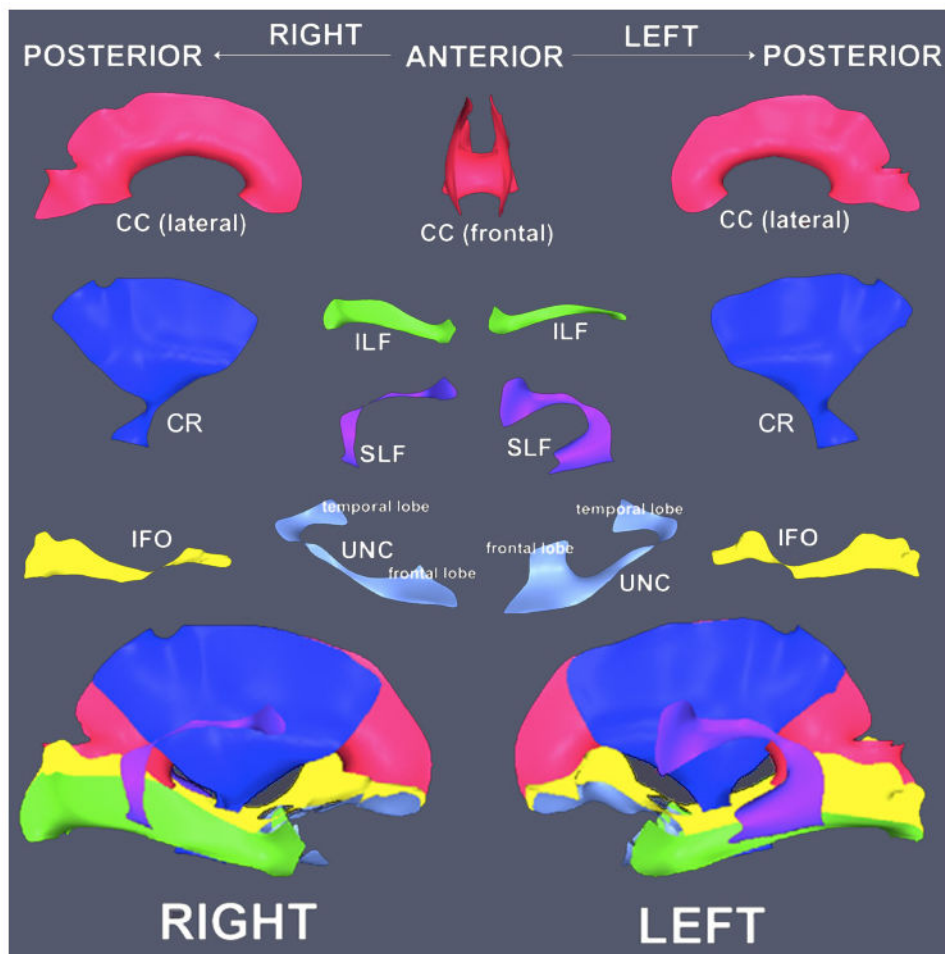 RIGHT LEFT
POSTERIOR ANTERIOR POSTERIOR
CC (lateral) CC (frontal) CC (lateral)
ILF ILF
CR SLF SLF CR
temporal lobe temporal lobe
IFO UNC frontal lobe IFO
frontal lobe UNC
RIGHT LEFT